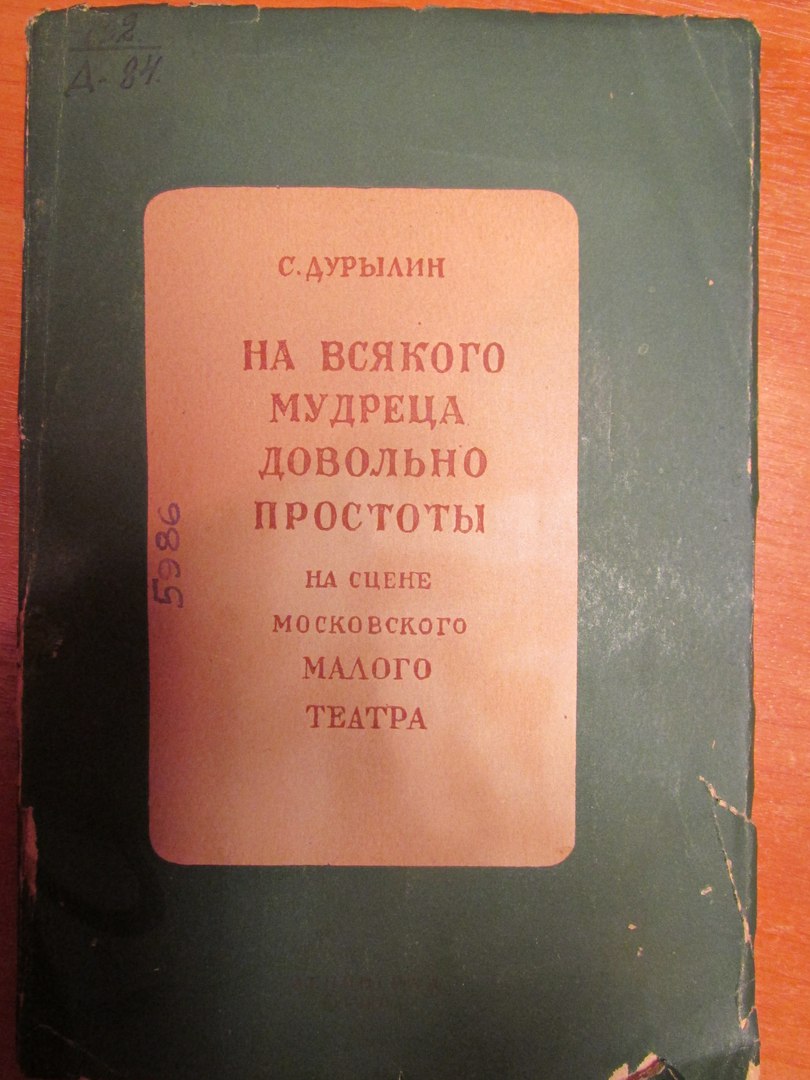 Д-84.
С. ДУРЫЛИН
НА ВСЯКОГО
МУДРЕЦА
ДОВОЛЬНО
ПРОСТОТЫ
НА СЦЕНЕ
МОСКОВСКОГО
МАЛОГО
ТЕАТРА
5986